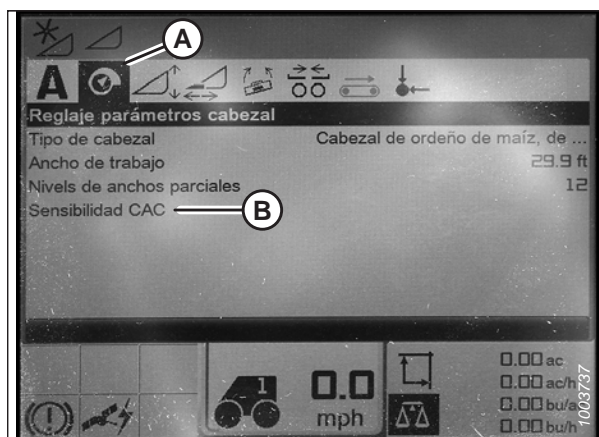 A
A
Reglaje parámetros cabezal
Tipo de cabezal Cabezal de ordeño de maíz, de ...
Ancho de trabajo 29.9 ft
Nivels de anchos parciales 12
Sensibilidad CAC B
1
0.0
mph
0.00 ac
0.00 ac/h
0.00 bu/a
0.00 bu/h
1003737